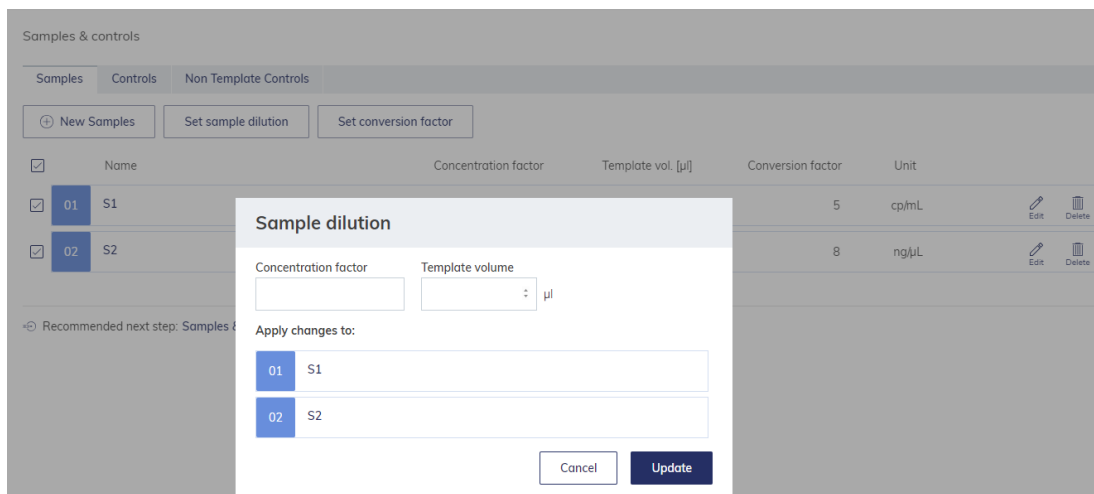 Samples & controls
Samples Controls Non Template Controls
New Samples Set sample dilution Set conversion factor
Name Concentration factor Template vol. [µl] Conversion factor Unit
01 S1 5 cp/mL Edit Delete
02 S2 8 ng/µL Edit Delete
Recommended next step: Samples &
Sample dilution
Concentration factor Template volume
µl
Apply changes to:
01 S1
02 S2
Cancel Update